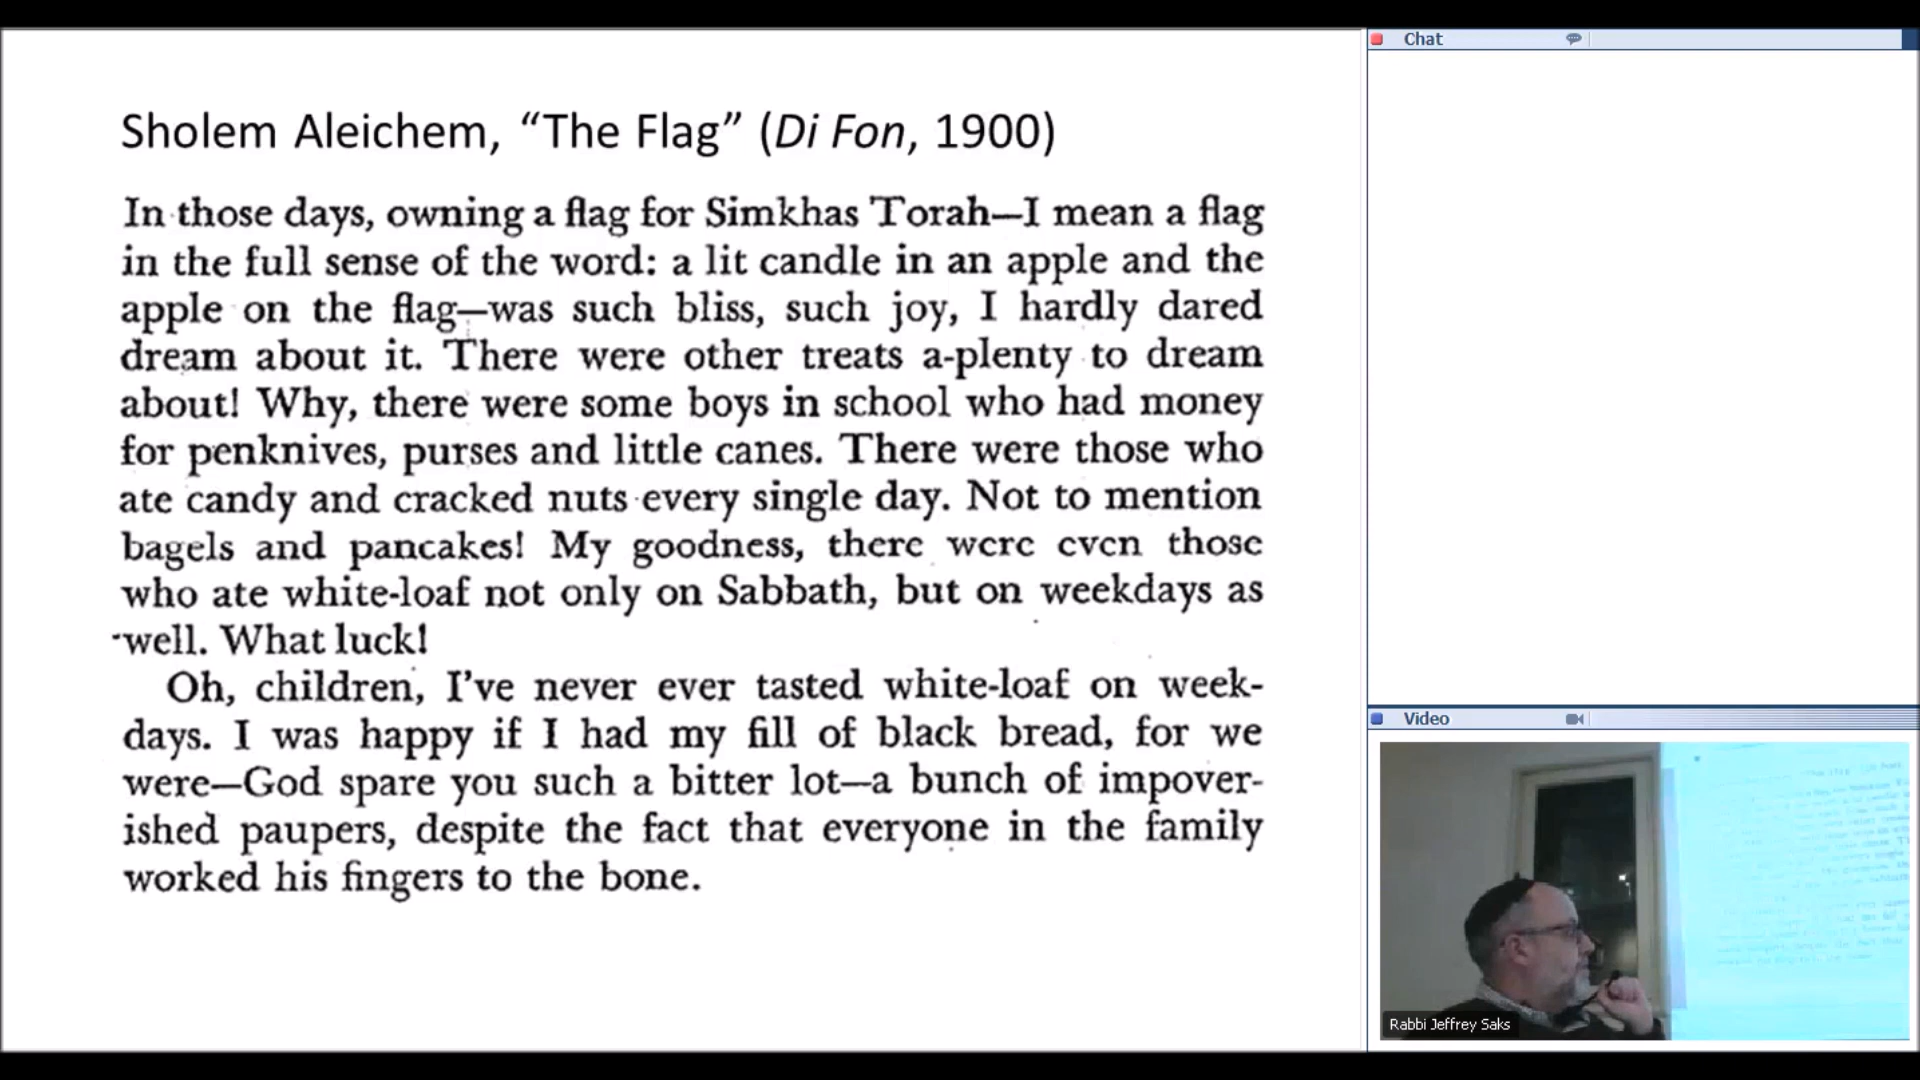 Sholem Aleichem, “The Flag” (Di Fon, 1900)
In those days, owning a flag for Simkhas Torah—I mean a flag
in the full sense of the word: a lit candle in an apple and the
apple on the flag—was such bliss, such joy, I hardly dared
dream about it. There were other treats a-plenty to dream
about! Why, there were some boys in school who had money
for penknives, purses and little canes. There were those who
ate candy and cracked nuts every single day. Not to mention
bagels and pancakes! My goodness, there were even those
who ate white-loaf not only on Sabbath, but on weekdays as
well. What luck!
Oh, children, I've never ever tasted white-loaf on week-
days. I was happy if I had my fill of black bread, for we
were—God spare you such a bitter lot—a bunch of impover-
ished paupers, despite the fact that everyone in the family
worked his fingers to the bone.
Chat
Video
Rabbi Jeffrey Saks